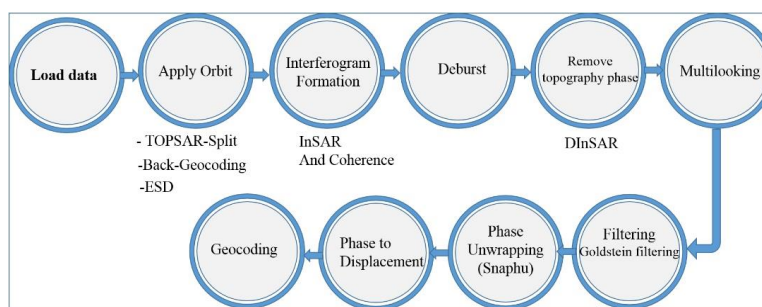 Load data
Apply Orbit
Interferogram
Formation
Deburst
Remove
topography phase
Multilooking
- TOPSAR-Split
-Back-Geocoding
-ESD
InSAR
And Coherence
DInSAR
Filtering
Goldstein filtering
Phase
Unwrapping
(Snaphu)
Phase to
Displacement
Geocoding